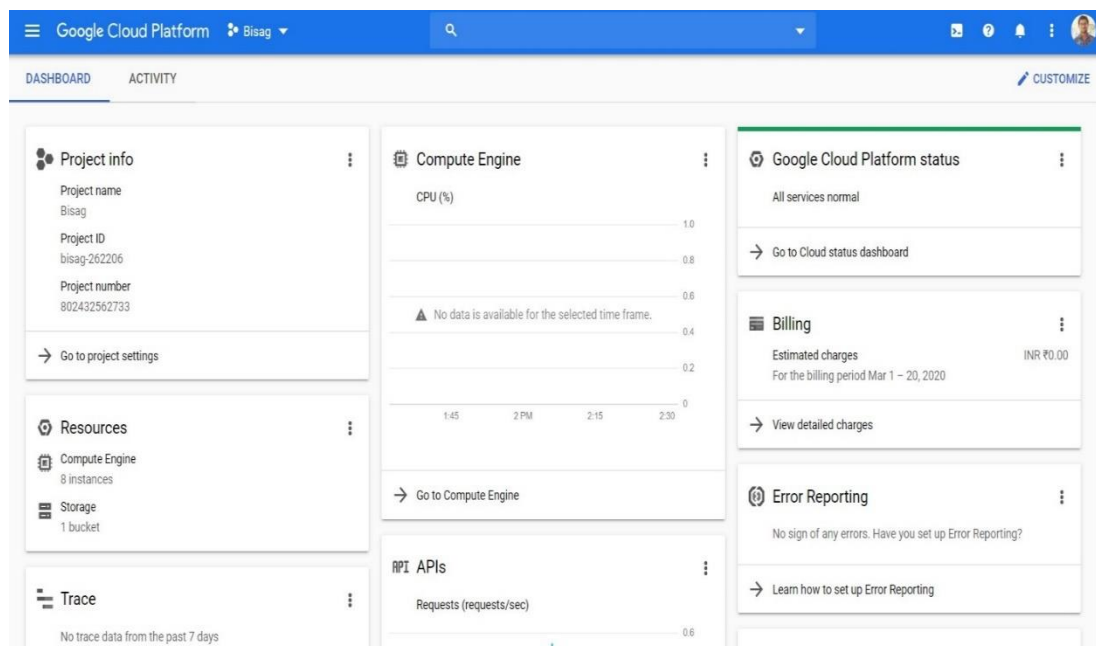 Google Cloud Platform Bisag
DASHBOARD ACTIVITY CUSTOMIZE
Project info
Project name
Bisag
Project ID
bisag-262206
Project number
802432562733
Go to project settings
Resources
Compute Engine
8 instances
Storage
1 bucket
Trace
No trace data from the past 7 days
Compute Engine
CPU (%)
1.0
0.8
0.6
No data is available for the selected time frame.
0.4
0.2
0
1:45 2 PM 2:15 2:30
Go to Compute Engine
API APIs
Requests (requests/sec)
0.6
Google Cloud Platform status
All services normal
Go to Cloud status dashboard
Billing
Estimated charges INR ₹0.00
For the billing period Mar 1 – 20, 2020
View detailed charges
Error Reporting
No sign of any errors. Have you set up Error Reporting?
Learn how to set up Error Reporting